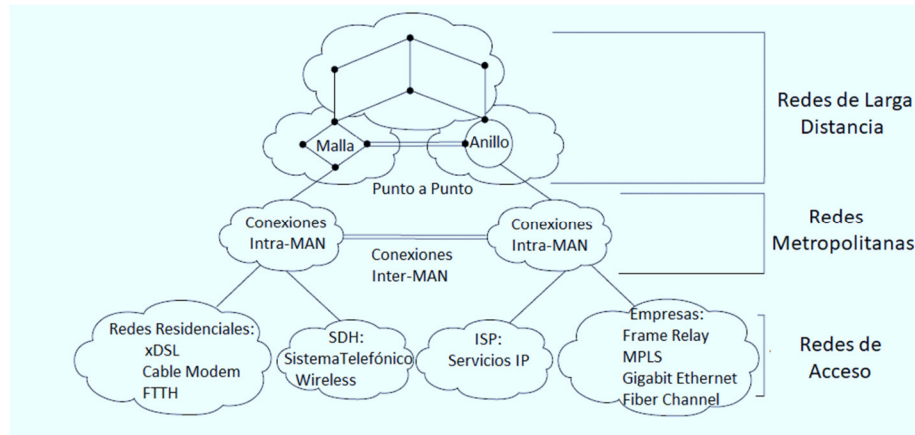 Redes de Larga
Distancia
Malla
Anillo
Punto a Punto
Conexiones
Intra-MAN
Conexiones
Inter-MAN
Conexiones
Intra-MAN
Redes
Metropolitanas
Redes Residenciales:
xDSL
Cable Modem
FTTH
SDH:
SistemaTelefónico
Wireless
ISP:
Servicios IP
Empresas:
Frame Relay
MPLS
Gigabit Ethernet
Fiber Channel
Redes de
Acceso